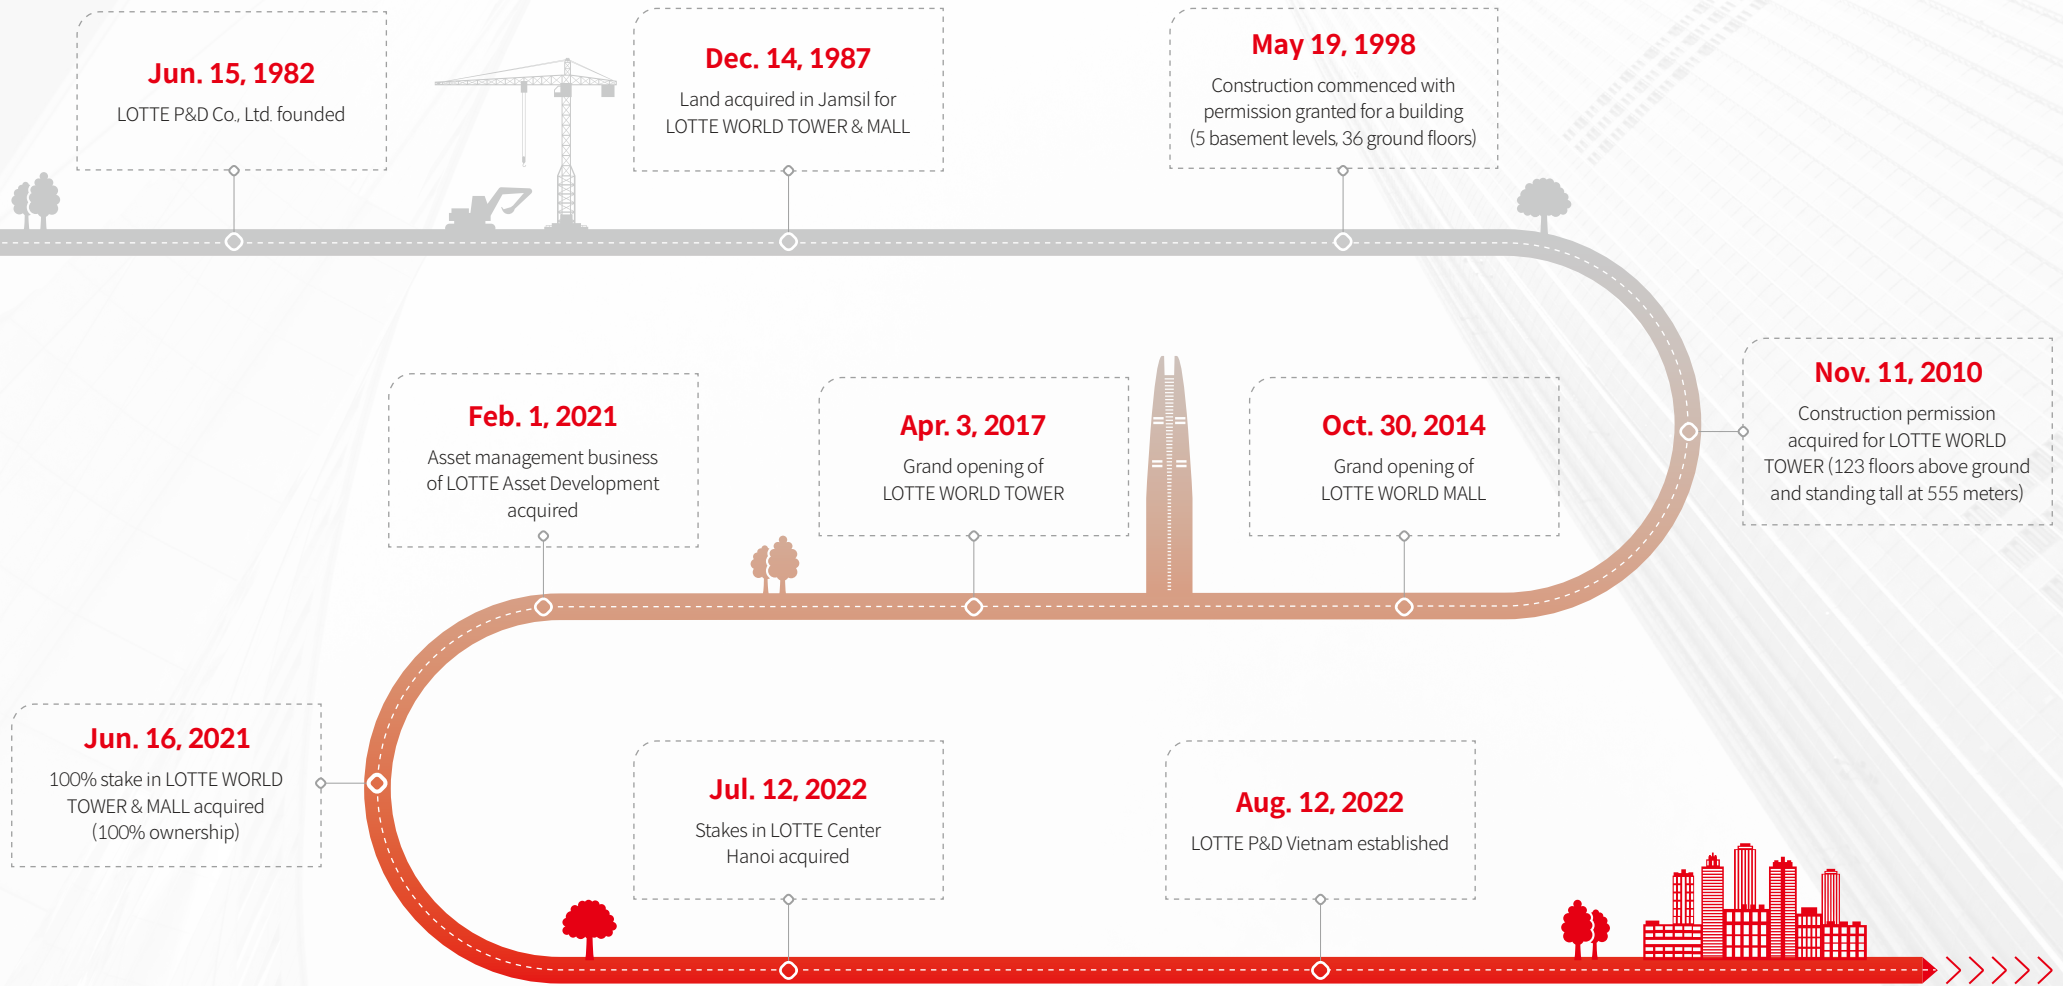 Jun. 15, 1982
LOTTE P&D Co., Ltd. founded
Dec. 14, 1987
Land acquired in Jamsil for
LOTTE WORLD TOWER & MALL
May 19, 1998
Construction commenced with
permission granted for a building
(5 basement levels, 36 ground floors)
Nov. 11, 2010
Construction permission
acquired for LOTTE WORLD
TOWER (123 floors above ground
and standing tall at 555 meters)
Oct. 30, 2014
Grand opening of
LOTTE WORLD MALL
Apr. 3, 2017
Grand opening of
LOTTE WORLD TOWER
Feb. 1, 2021
Asset management business
of LOTTE Asset Development
acquired
Jun. 16, 2021
100% stake in LOTTE WORLD
TOWER & MALL acquired
(100% ownership)
Jul. 12, 2022
Stakes in LOTTE Center
Hanoi acquired
Aug. 12, 2022
LOTTE P&D Vietnam established